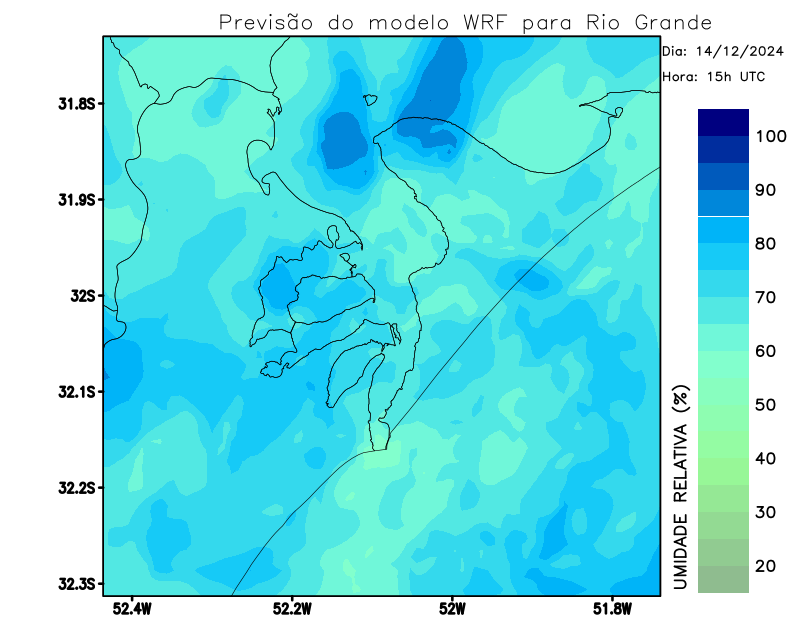 Previsão do modelo WRF para Rio Grande
Dia: 14/12/2024
Hora: 15h UTC
31.8S
31.9S
32S
32.1S
32.2S
32.3S
52.4W
52.2W
52W
51.8W
100
90
80
70
60
50
40
30
20
UMIDADE RELATIVA (%)